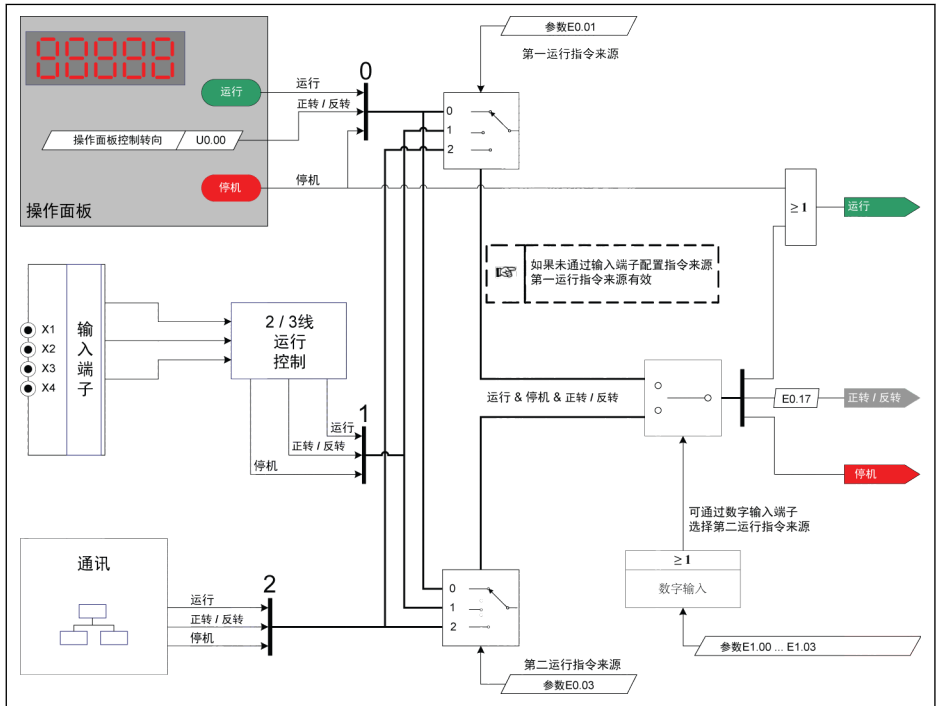 参数E0.01
第一运行指令来源
88888
运行
运行
正转 / 反转
0
操作面板控制转向 U0.00
停机
停机
操作面板
0
1
2
≥1
运行
如果未通过输入端子配置指令来源
第一运行指令来源有效
X1
X2
X3
X4
输入端子
2 / 3线
运行
控制
运行
正转 / 反转
停机
1
运行 & 停机 & 正转 / 反转
E0.17
正转 / 反转
停机
可通过数字输入端子
选择第二运行指令来源
≥1
数字输入
参数E1.00 ... E1.03
通讯
运行
正转 / 反转
停机
2
0
1
2
第二运行指令来源
参数E0.03